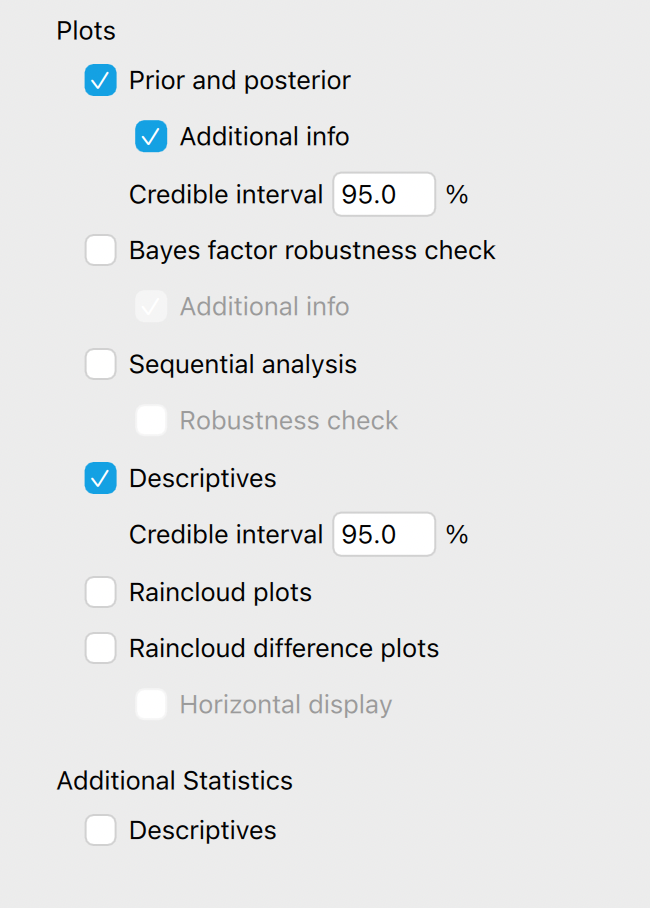 Plots
Prior and posterior
Additional info
Credible interval 95.0 %
Bayes factor robustness check
Additional info
Sequential analysis
Robustness check
Descriptives
Credible interval 95.0 %
Raincloud plots
Raincloud difference plots
Horizontal display
Additional Statistics
Descriptives